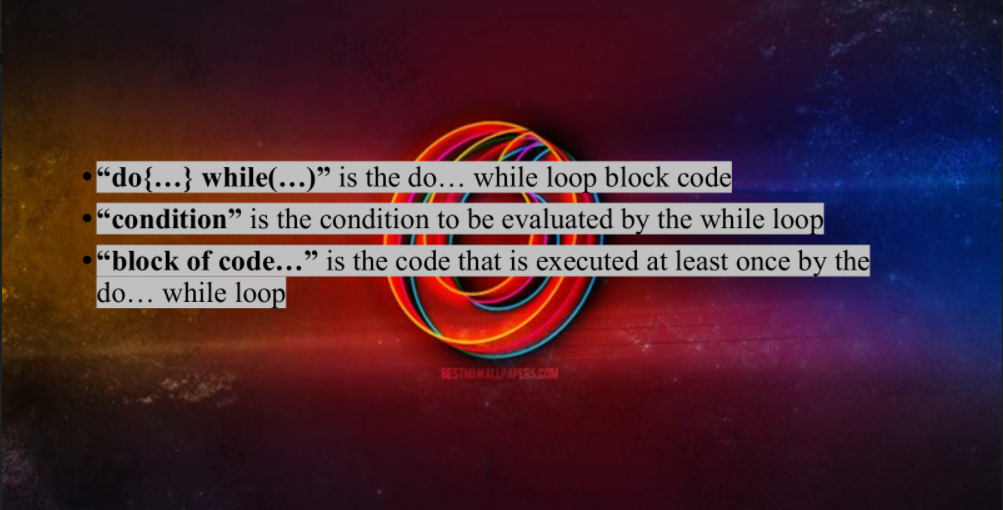 • “do{…} while(…)” is the do… while loop block code
• “condition” is the condition to be evaluated by the while loop
• “block of code…” is the code that is executed at least once by the
do… while loop
BESTHQWALLPAPERS.COM